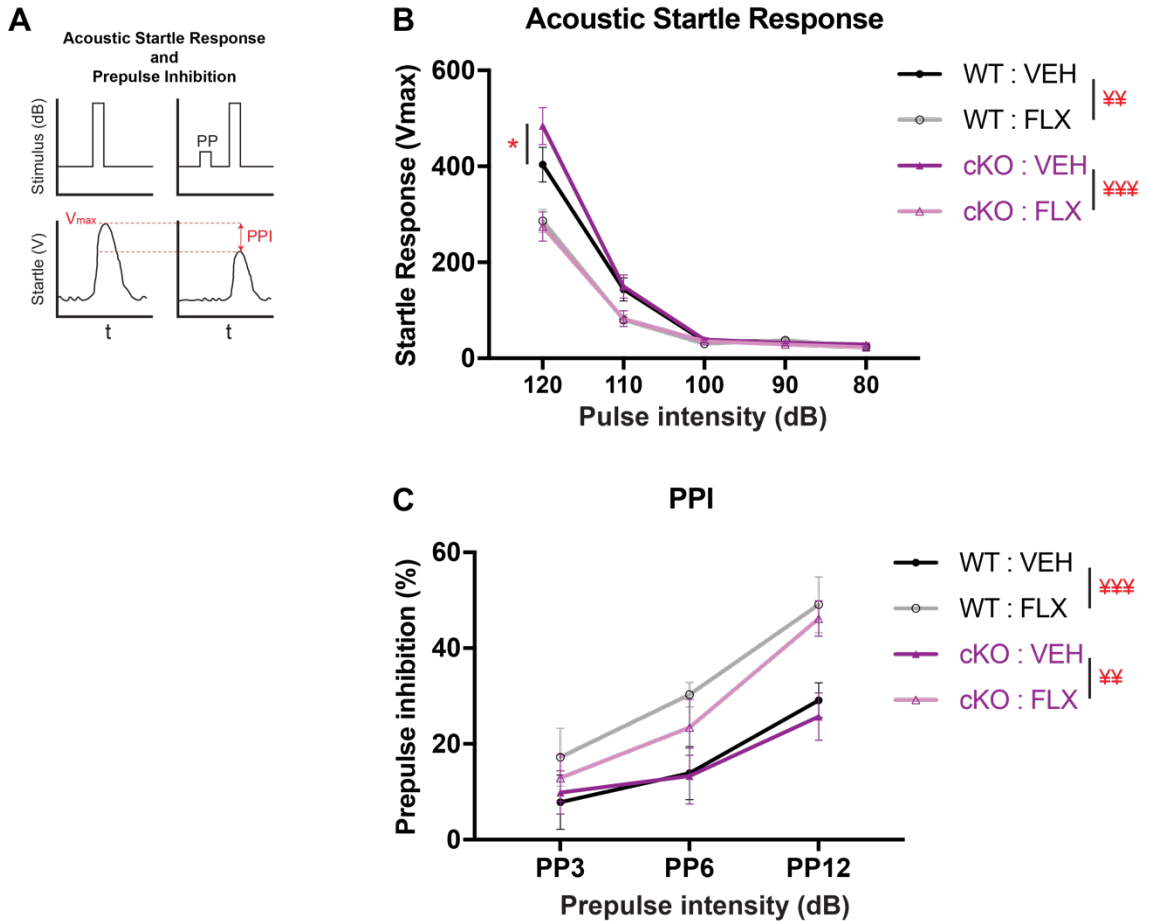 A
Acoustic Startle Response
and
Prepulse Inhibition
Stimulus (dB)
PP
Startle (V)
Vmax
PPI
t
t
B
Acoustic Startle Response
Startle Response (Vmax)
600
400
200
0
*
120 110 100 90 80
Pulse intensity (dB)
WT : VEH
WT : FLX
¥¥
cKO : VEH
cKO : FLX
¥¥¥
C
PPI
Prepulse inhibition (%)
60
40
20
0
PP3 PP6 PP12
Prepulse intensity (dB)
WT : VEH
WT : FLX
¥¥¥
cKO : VEH
cKO : FLX
¥¥